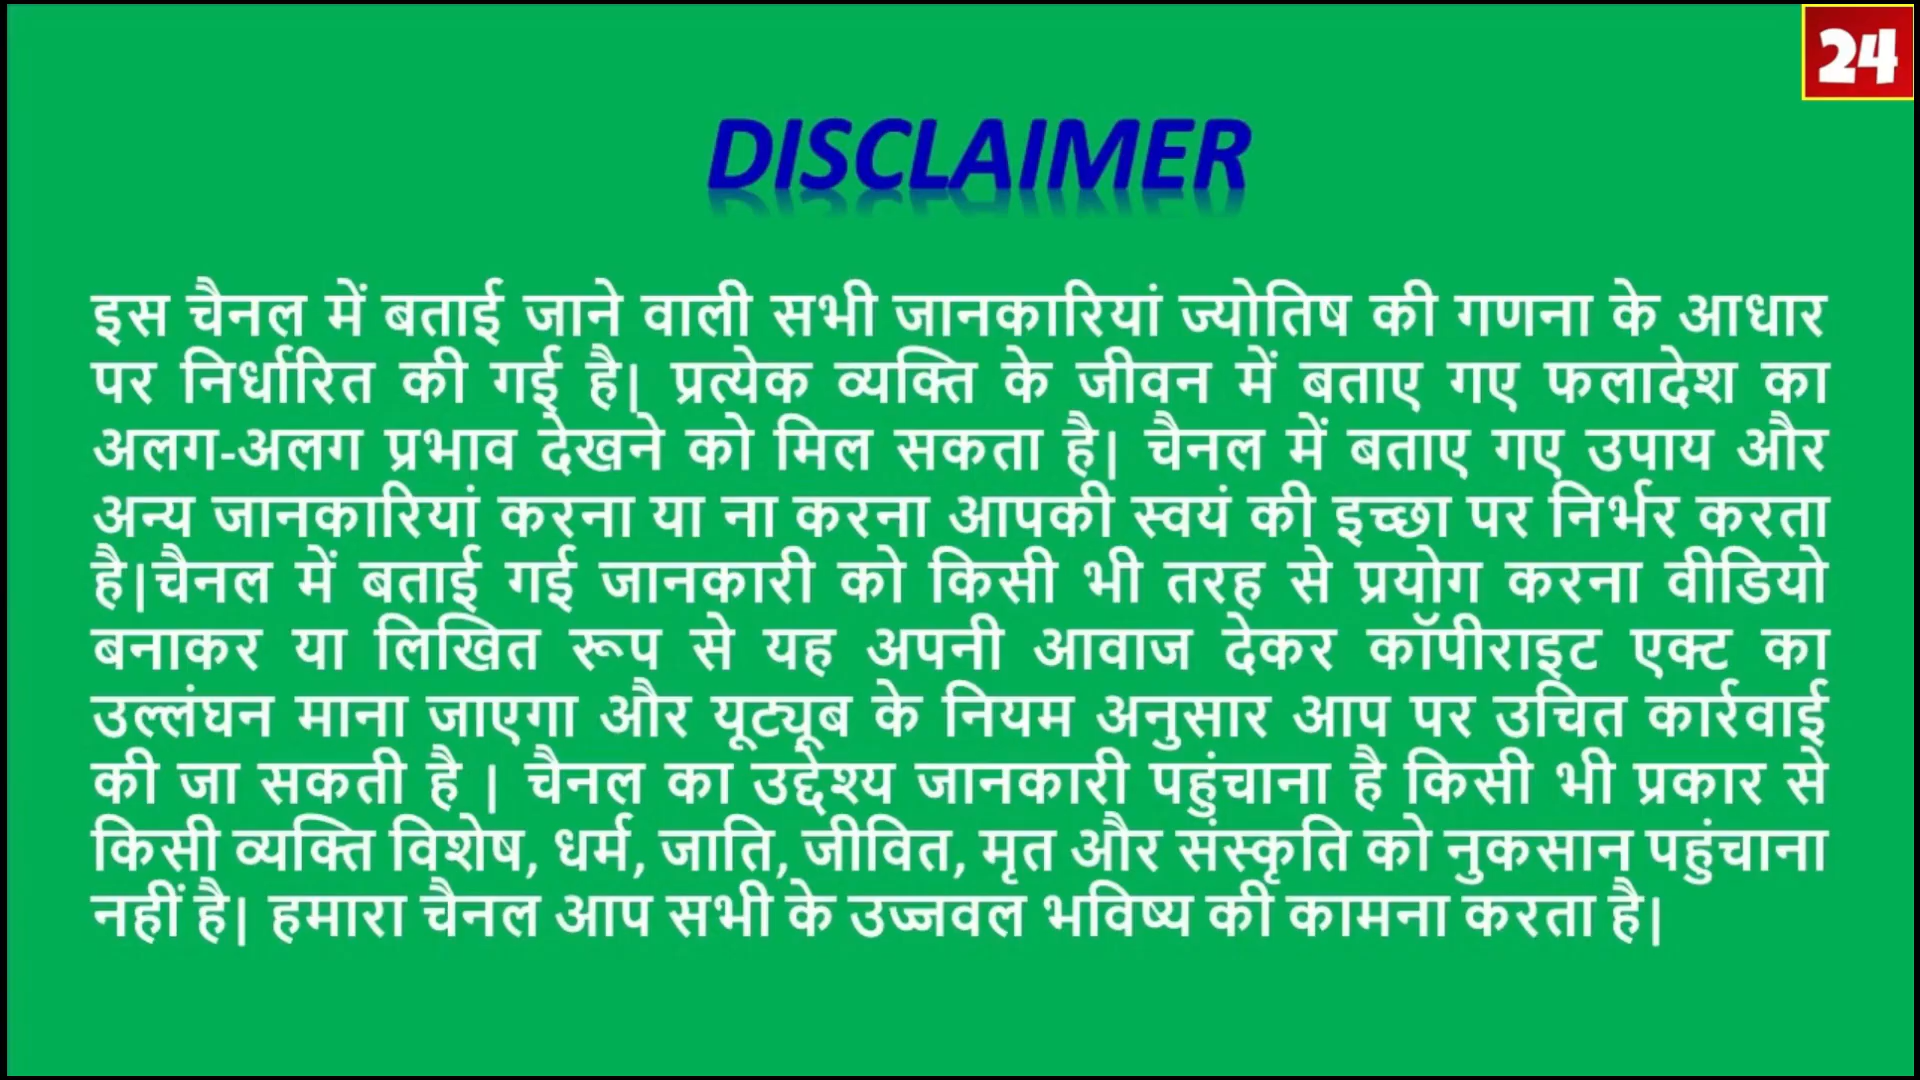 24
DISCLAIMER
इस चैनल में बताई जाने वाली सभी जानकारियां ज्योतिष की गणना के आधार
पर निर्धारित की गई है| प्रत्येक व्यक्ति के जीवन में बताए गए फलादेश का
अलग-अलग प्रभाव देखने को मिल सकता है| चैनल में बताए गए उपाय और
अन्य जानकारियां करना या ना करना आपकी स्वयं की इच्छा पर निर्भर करता
है|चैनल में बताई गई जानकारी को किसी भी तरह से प्रयोग करना वीडियो
बनाकर या लिखित रूप से यह अपनी आवाज देकर कॉपीराइट एक्ट का
उल्लंघन माना जाएगा और यूट्यूब के नियम अनुसार आप पर उचित कार्रवाई
की जा सकती है | चैनल का उद्देश्य जानकारी पहुंचाना है किसी भी प्रकार से
किसी व्यक्ति विशेष, धर्म, जाति, जीवित, मृत और संस्कृति को नुकसान पहुंचाना
नहीं है| हमारा चैनल आप सभी के उज्जवल भविष्य की कामना करता है|